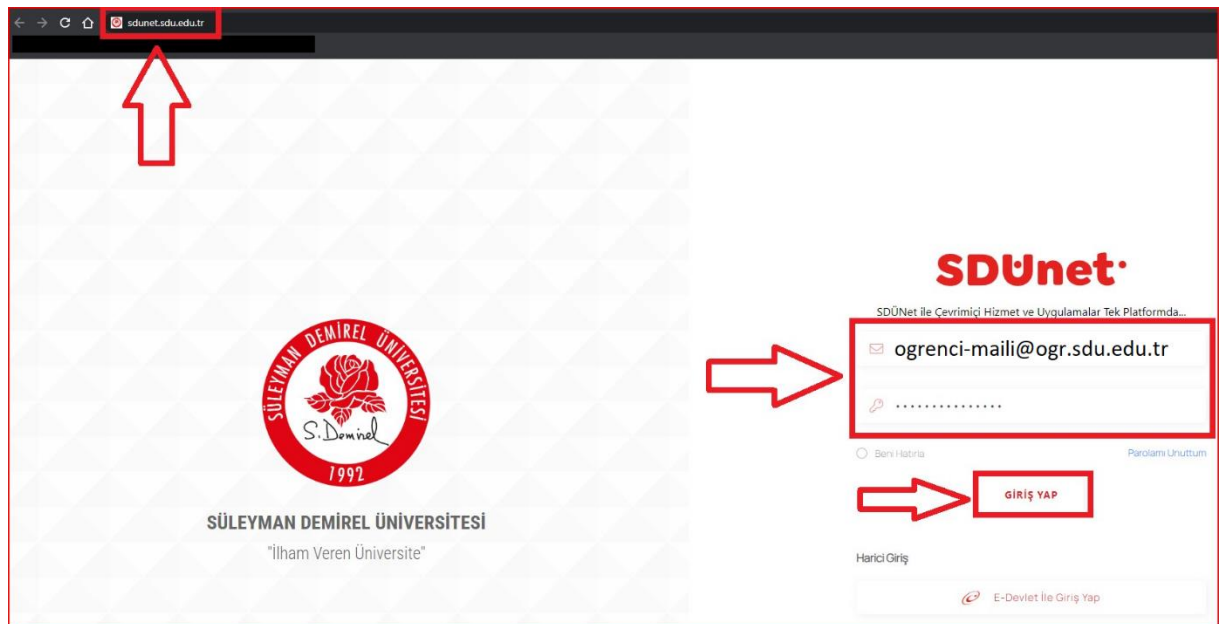 sdunet.sdu.edu.tr
SDÜnet
SDÜNet ile Çevrimiçi Hizmet ve Uygulamalar Tek Platformda...
ogrenci-maili@ogr.sdu.edu.tr
...............
Beni Hatırla
Parolamı Unuttum
GİRİŞ YAP
Harici Giriş
E-Devlet İle Giriş Yap
SÜLEYMAN DEMİREL ÜNİVERSİTESİ
S. Demirel
1992
SÜLEYMAN DEMİREL ÜNİVERSİTESİ
"İlham Veren Üniversite"